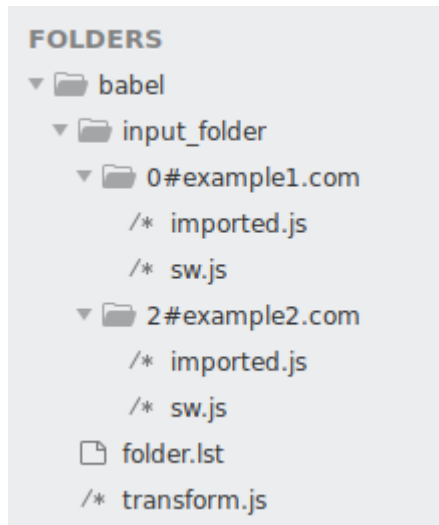 FOLDERS
babel
input_folder
0#example1.com
/* imported.js
/* sw.js
2#example2.com
/* imported.js
/* sw.js
folder.lst
/* transform.js